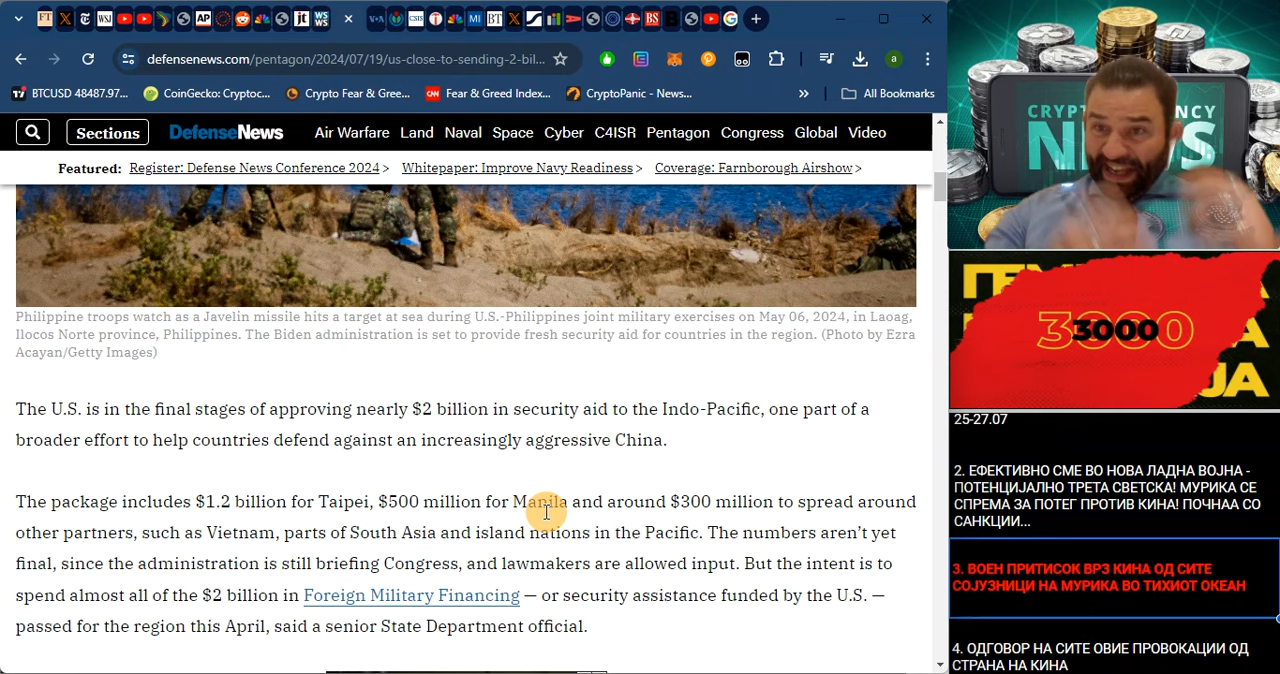 FT
WSJ
AP
jt
WS
WS
VOA
CSIS
MI
BT
BS
defensenews.com/pentagon/2024/07/19/us-close-to-sending-2-bil...
a
BTCUSD 48487.97...
CoinGecko: Cryptoc...
Crypto Fear & Gree...
CNN
Fear & Greed Index...
CryptoPanic - News...
»
All Bookmarks
Sections
DefenseNews
Air Warfare
Land
Naval
Space
Cyber
C4ISR
Pentagon
Congress
Global
Video
Featured:
Register: Defense News Conference 2024 >
Whitepaper: Improve Navy Readiness >
Coverage: Farnborough Airshow >
Philippine troops watch as a Javelin missile hits a target at sea during U.S.-Philippines joint military exercises on May 06, 2024, in Laoag,
Ilocos Norte province, Philippines. The Biden administration is set to provide fresh security aid for countries in the region. (Photo by Ezra
Acayan/Getty Images)
The U.S. is in the final stages of approving nearly $2 billion in security aid to the Indo-Pacific, one part of a
broader effort to help countries defend against an increasingly aggressive China.
The package includes $1.2 billion for Taipei, $500 million for Manila and around $300 million to spread around
other partners, such as Vietnam, parts of South Asia and island nations in the Pacific. The numbers aren't yet
final, since the administration is still briefing Congress, and lawmakers are allowed input. But the intent is to
spend almost all of the $2 billion in Foreign Military Financing — or security assistance funded by the U.S. —
passed for the region this April, said a senior State Department official.
3000
25-27.07
2. ЕФЕКТИВНО СМЕ ВО НОВА ЛАДНА ВОЈНА -
ПОТЕНЦИЈАЛНО ТРЕТА СВЕТСКА! МУРИКА СЕ
СПРЕМА ЗА ПОТЕГ ПРОТИВ КИНА! ПОЧНАА СО
САНКЦИИ...
3. ВОЕН ПРИТИСОК ВРЗ КИНА ОД СИТЕ
СОЈУЗНИЦИ НА МУРИКА ВО ТИХИОТ ОКЕАН
4. ОДГОВОР НА СИТЕ ОВИЕ ПРОВОКАЦИИ ОД
СТРАНА НА КИНА